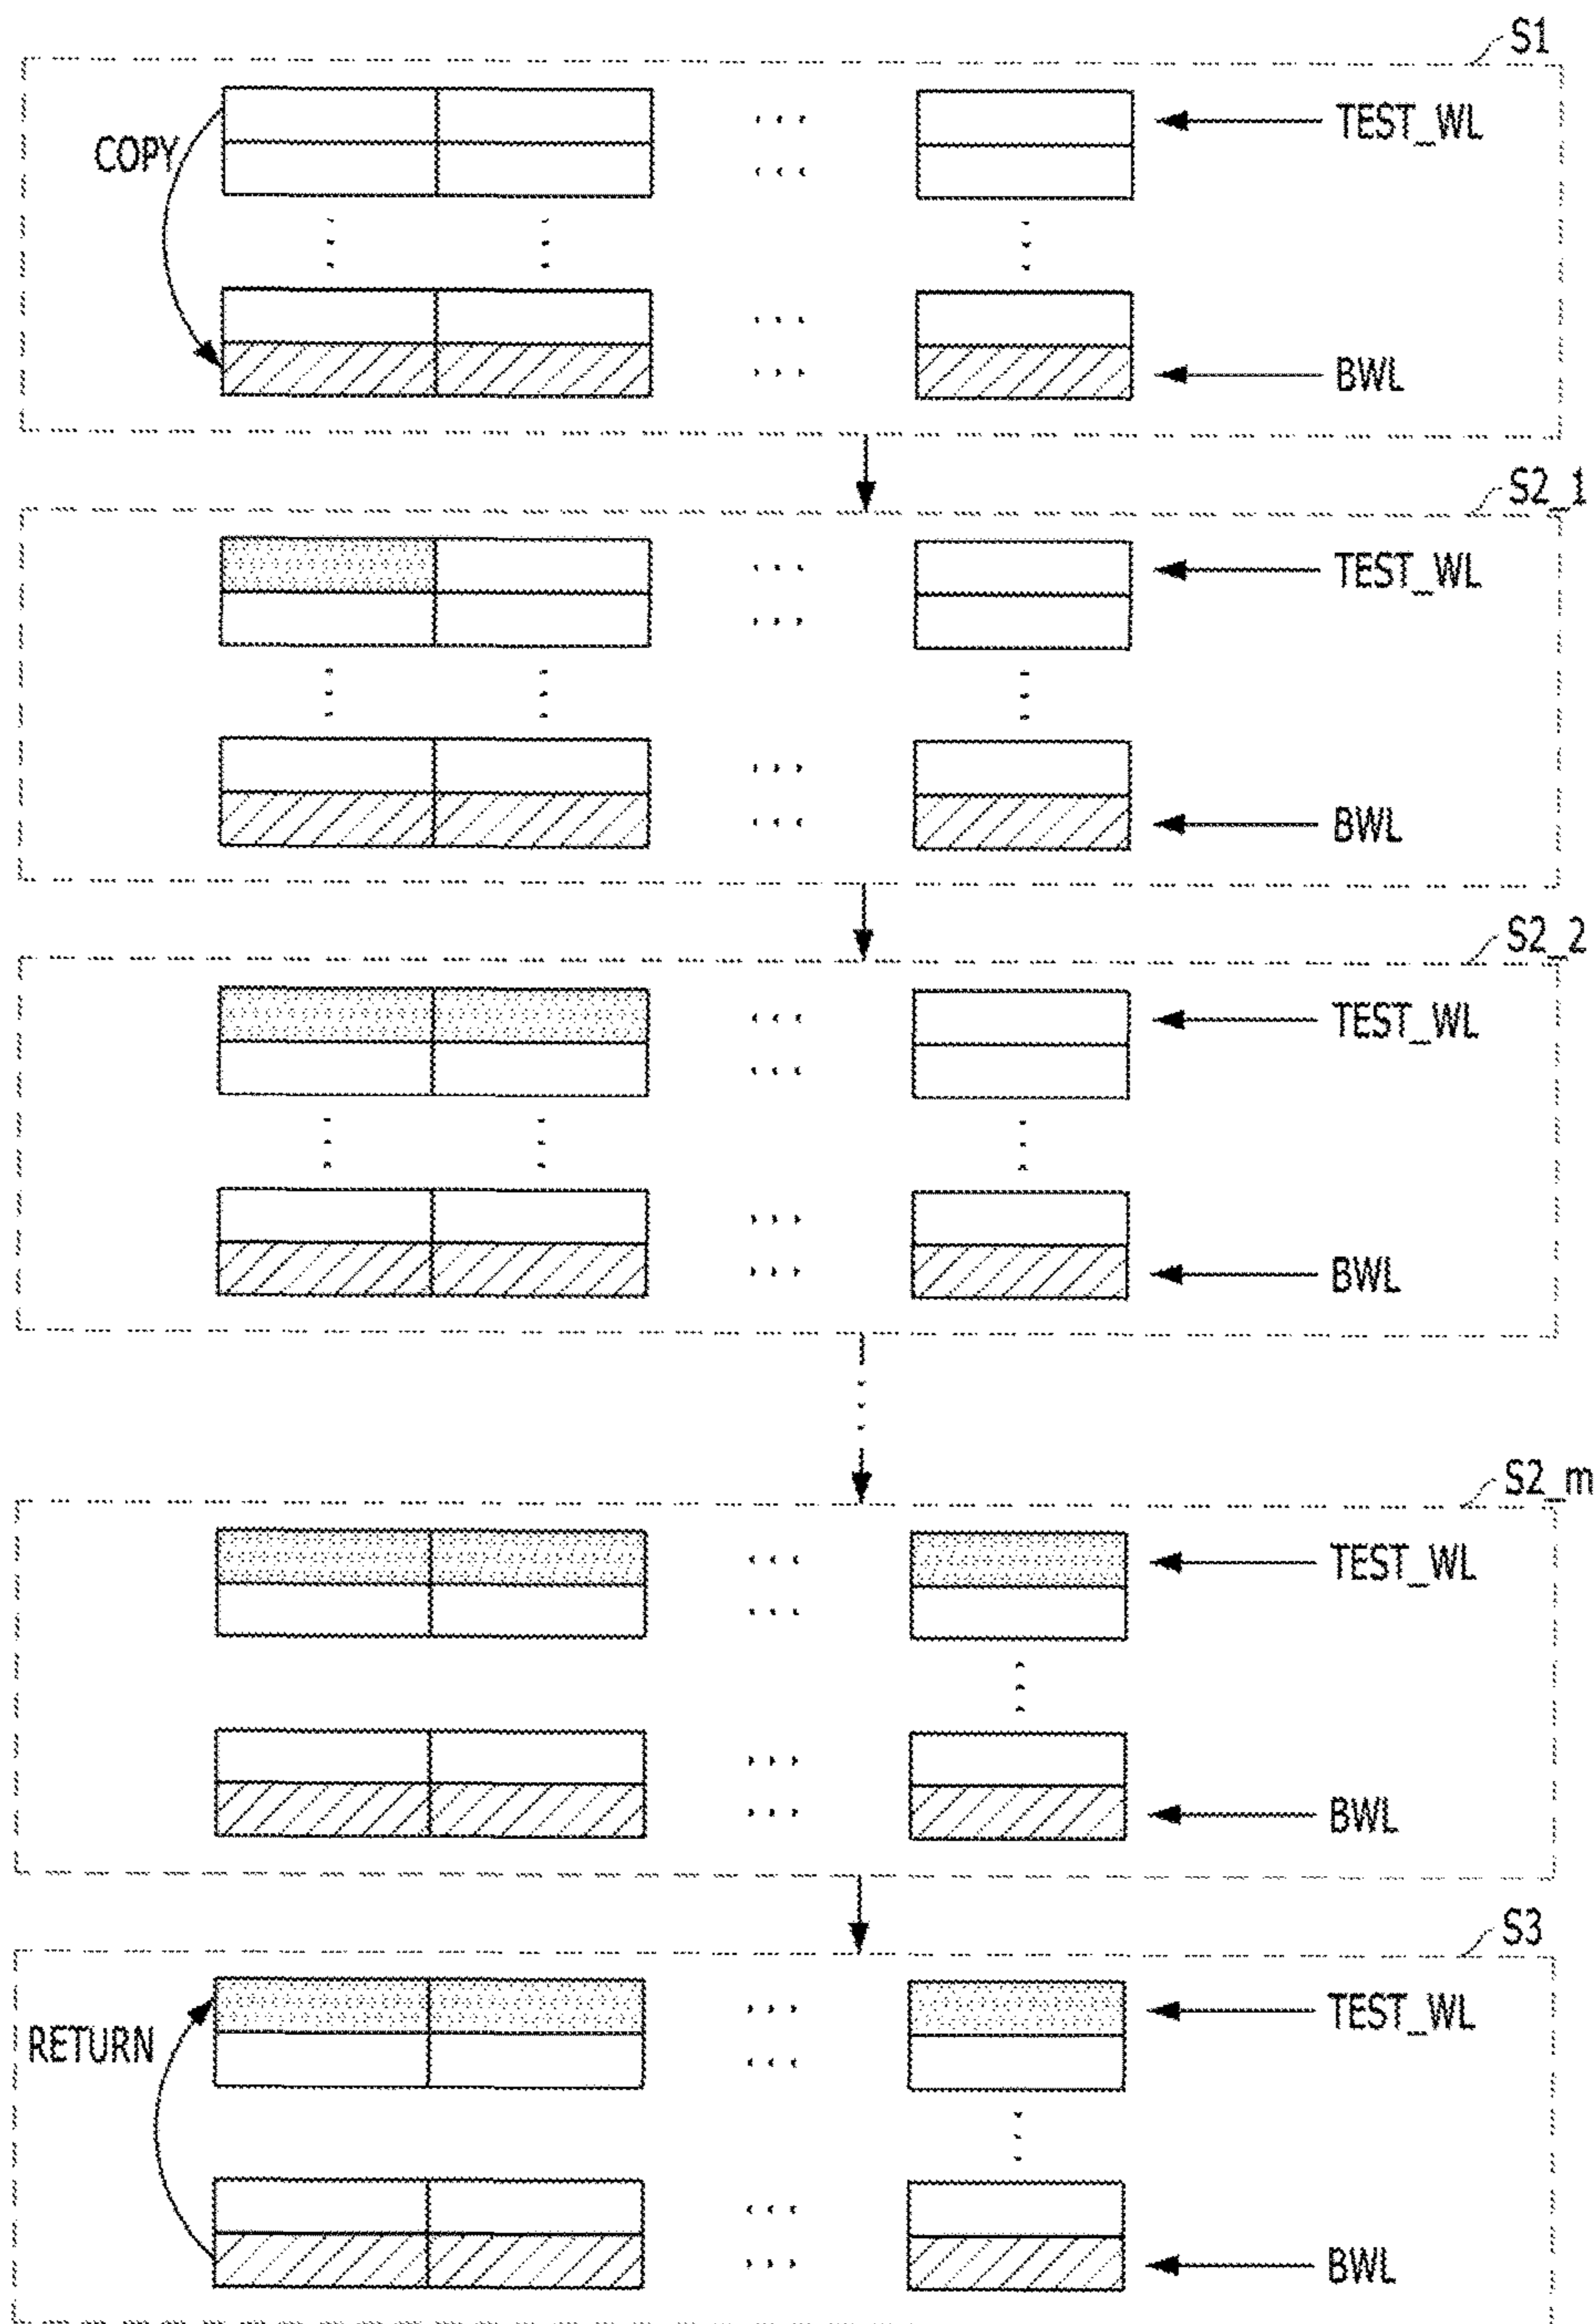 S1
TEST_WL
COPY
BWL
S2_1
TEST_WL
BWL
S2_2
TEST_WL
BWL
S2_m
TEST_WL
BWL
S3
TEST_WL
RETURN
BWL